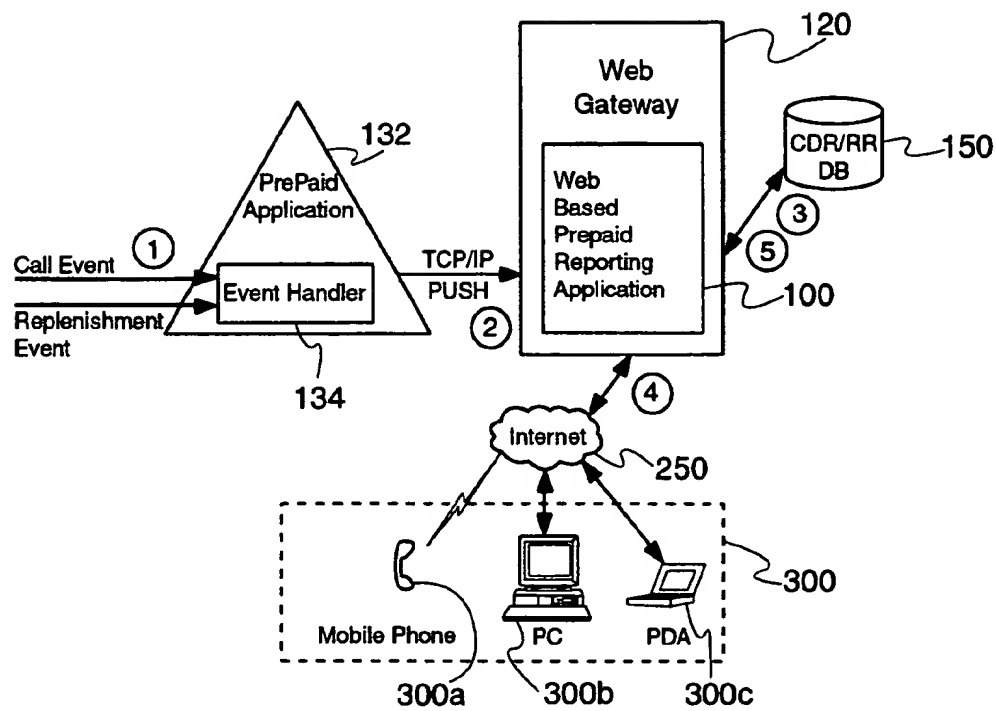 120
Web
Gateway
132
CDR/RR
DB
150
PrePaid
Application
Web
Based
Prepaid
Reporting
Application
3
5
1
Call Event
TCP/IP
PUSH
Event Handler
100
Replenishment
Event
2
134
4
Internet
250
300
Mobile Phone
PC
PDA
300a
300b
300c